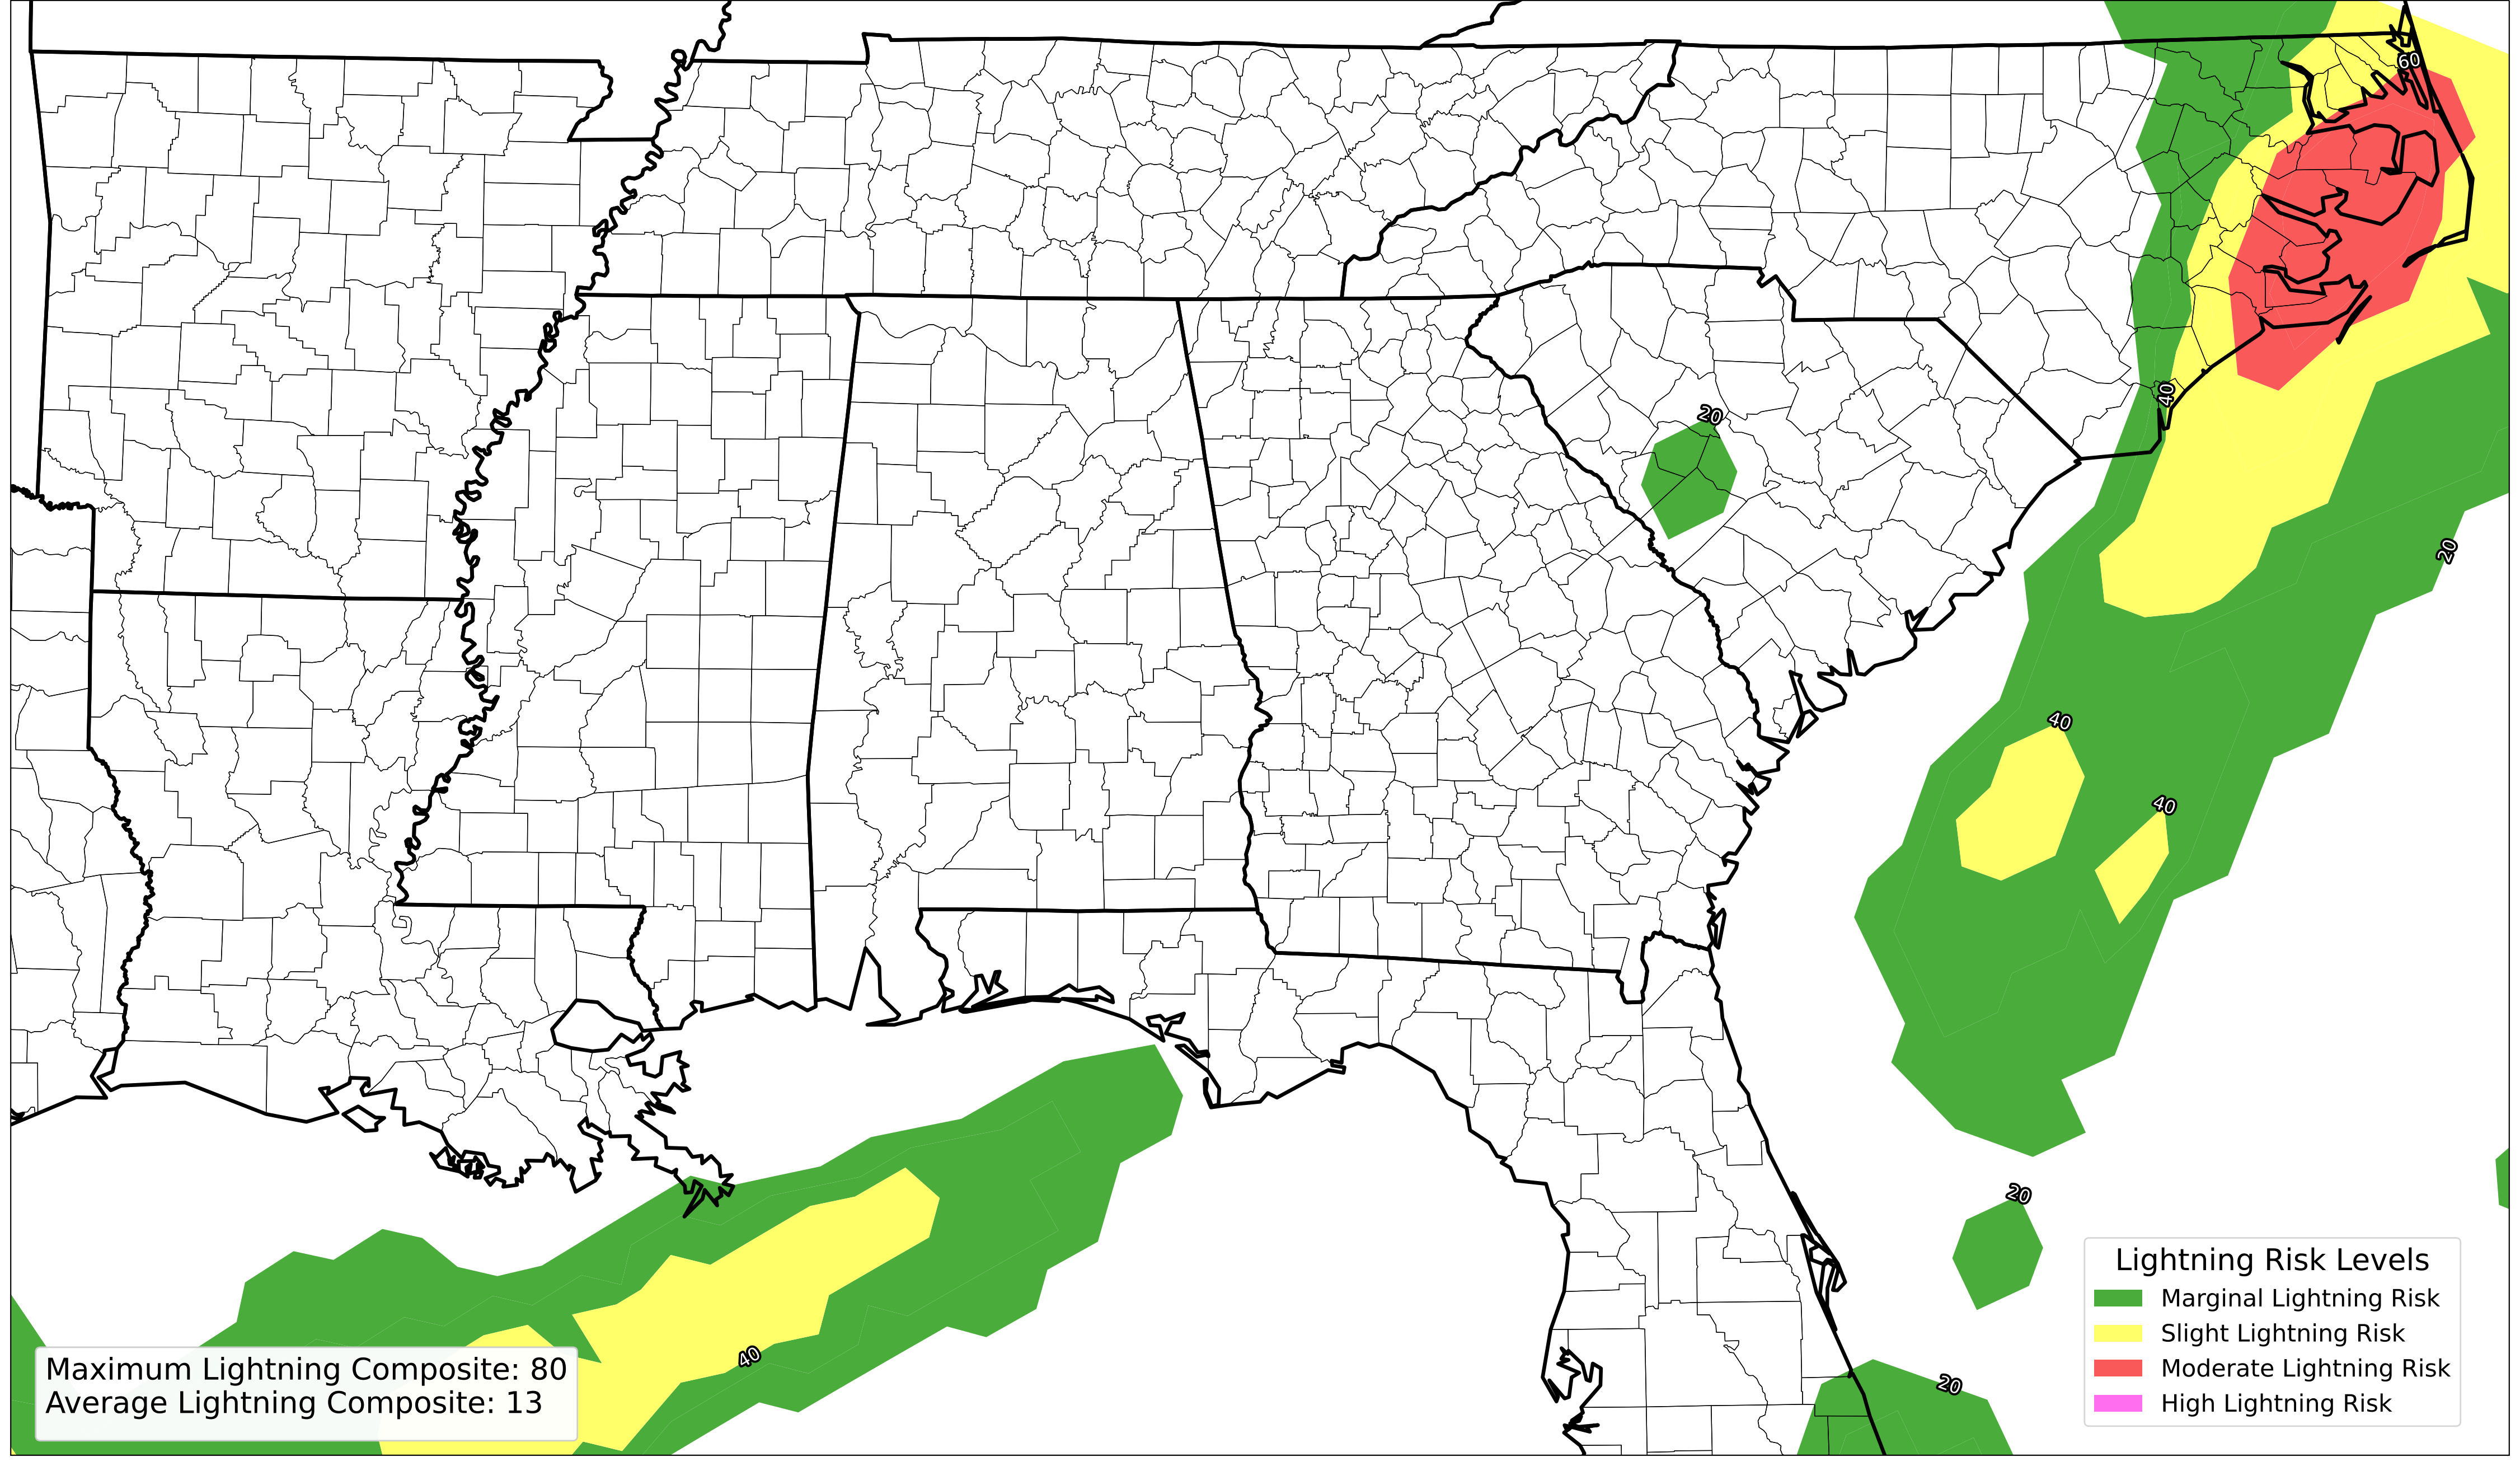 60
40
20
20
40
40
20
40
20
Lightning Risk Levels
Marginal Lightning Risk
Slight Lightning Risk
Moderate Lightning Risk
High Lightning Risk
Maximum Lightning Composite: 80
Average Lightning Composite: 13